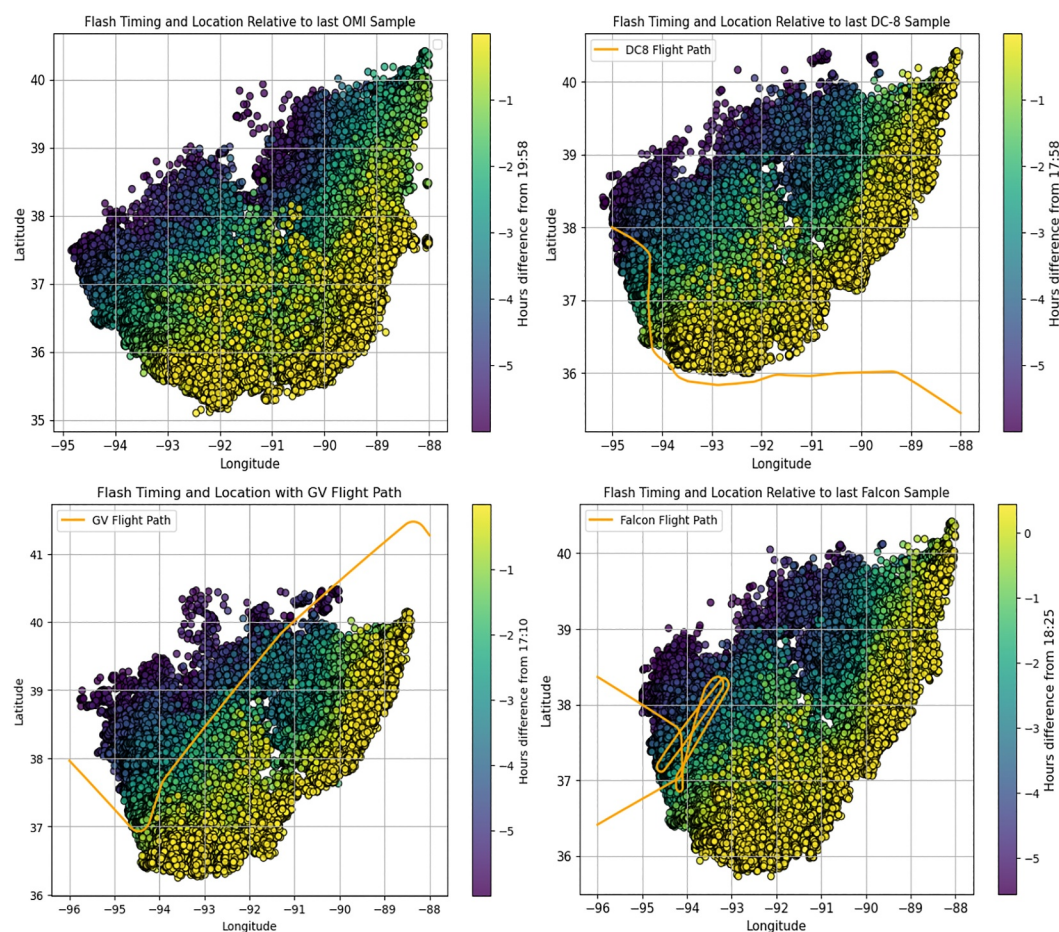 Flash Timing and Location Relative to last OMI Sample
40
39
38
37
36
35
Latitude
−95 −94 −93 −92 −91 −90 −89 −88
Longitude
−1
−2
−3
−4
−5
Hours difference from 19:58
Flash Timing and Location Relative to last DC-8 Sample
DC8 Flight Path
40
39
38
37
36
Latitude
−95 −94 −93 −92 −91 −90 −89 −88
Longitude
−1
−2
−3
−4
−5
Hours difference from 17:58
Flash Timing and Location with GV Flight Path
GV Flight Path
41
40
39
38
37
36
Latitude
−96 −95 −94 −93 −92 −91 −90 −89 −88
Longitude
−1
−2
−3
−4
−5
Hours difference from 17:10
Flash Timing and Location Relative to last Falcon Sample
Falcon Flight Path
40
39
38
37
36
Latitude
−96 −95 −94 −93 −92 −91 −90 −89 −88
Longitude
0
−1
−2
−3
−4
−5
Hours difference from 18:25